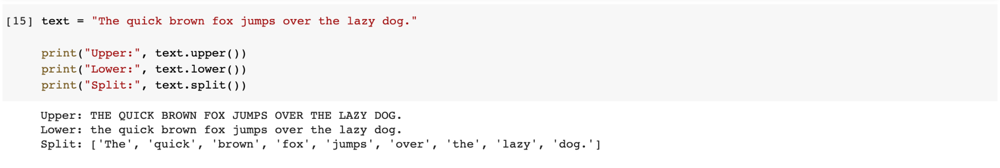 [15] text = "The quick brown fox jumps over the lazy dog."
print("Upper:", text.upper())
print("Lower:", text.lower())
print("Split:", text.split())
Upper: THE QUICK BROWN FOX JUMPS OVER THE LAZY DOG.
Lower: the quick brown fox jumps over the lazy dog.
Split: ['The', 'quick', 'brown', 'fox', 'jumps', 'over', 'the', 'lazy', 'dog.']